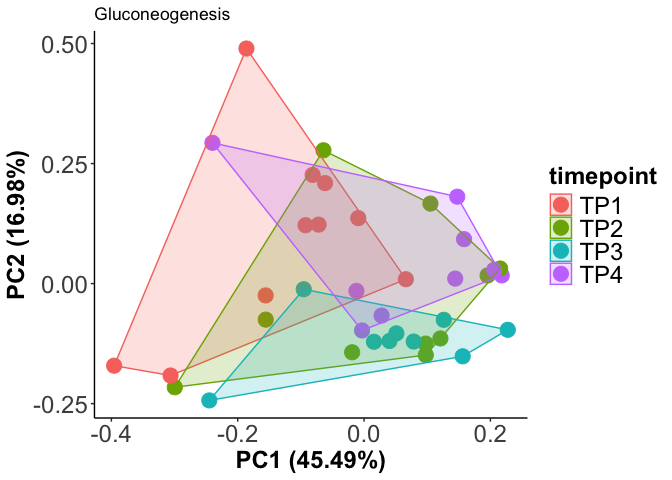 Gluconeogenesis
0.50
0.25
0.00
-0.25
PC2 (16.98%)
-0.4
-0.2
0.0
0.2
PC1 (45.49%)
timepoint
TP1
TP2
TP3
TP4